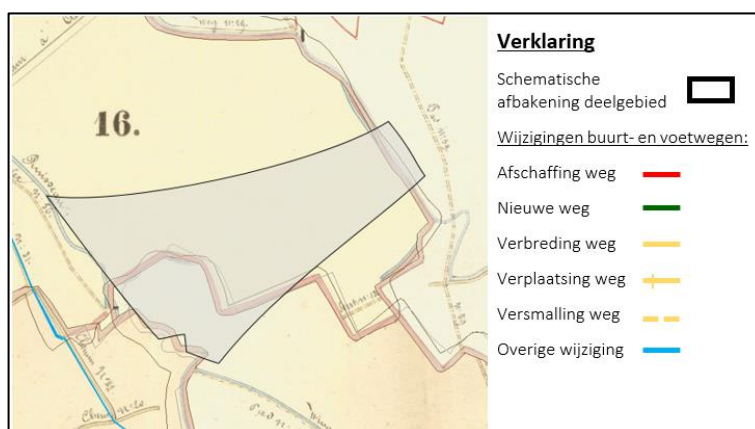 16.
Ruisseau
Verklaring
Schematische
afbakening deelgebied
Wijzigingen buurt- en voetwegen:
Afschaffing weg
Nieuwe weg
Verbreding weg
Verplaatsing weg
Versmalling weg
Overige wijziging